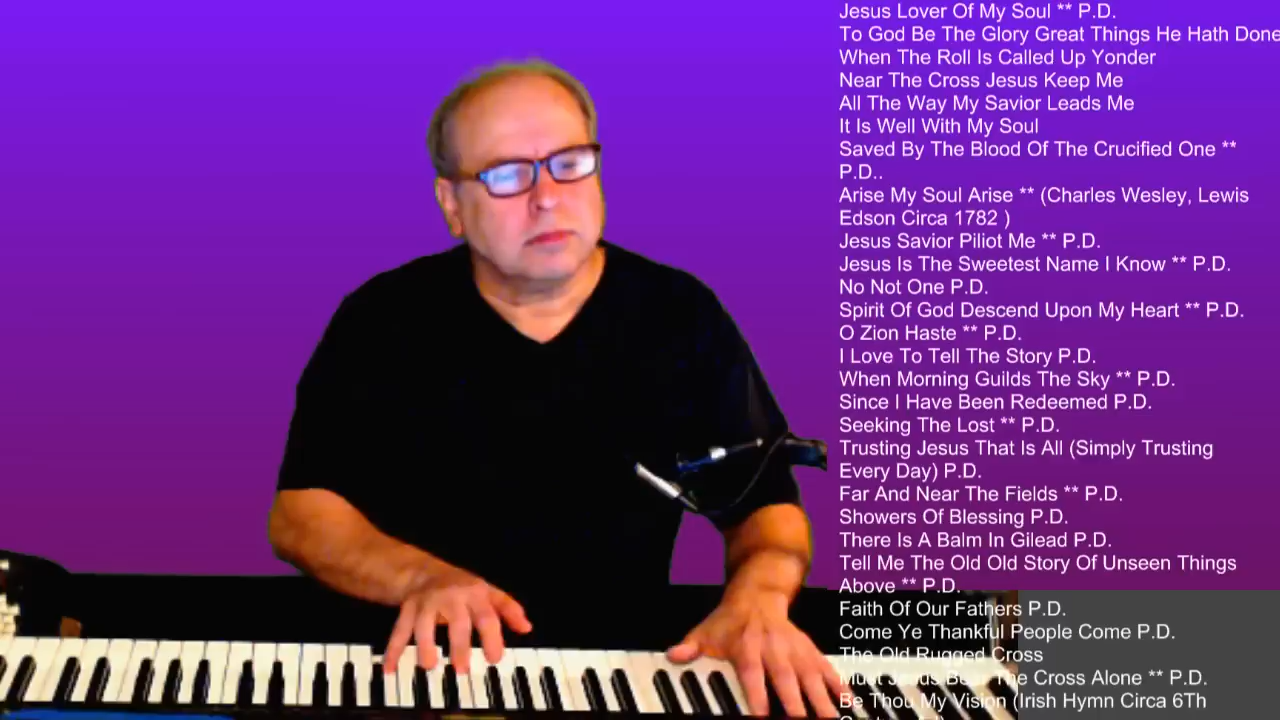 Jesus Lover Of My Soul ** P.D.
To God Be The Glory Great Things He Hath Done
When The Roll Is Called Up Yonder
Near The Cross Jesus Keep Me
All The Way My Savior Leads Me
It Is Well With My Soul
Saved By The Blood Of The Crucified One **
P.D..
Arise My Soul Arise ** (Charles Wesley, Lewis
Edson Circa 1782 )
Jesus Savior Piliot Me ** P.D.
Jesus Is The Sweetest Name I Know ** P.D.
No Not One P.D.
Spirit Of God Descend Upon My Heart ** P.D.
O Zion Haste ** P.D.
I Love To Tell The Story P.D.
When Morning Guilds The Sky ** P.D.
Since I Have Been Redeemed P.D.
Seeking The Lost ** P.D.
Trusting Jesus That Is All (Simply Trusting
Every Day) P.D.
Far And Near The Fields ** P.D.
Showers Of Blessing P.D.
There Is A Balm In Gilead P.D.
Tell Me The Old Old Story Of Unseen Things
Above ** P.D.
Faith Of Our Fathers P.D.
Come Ye Thankful People Come P.D.
The Old Rugged Cross
Must Jesus Bear The Cross Alone ** P.D.
Be Thou My Vision (Irish Hymn Circa 6Th